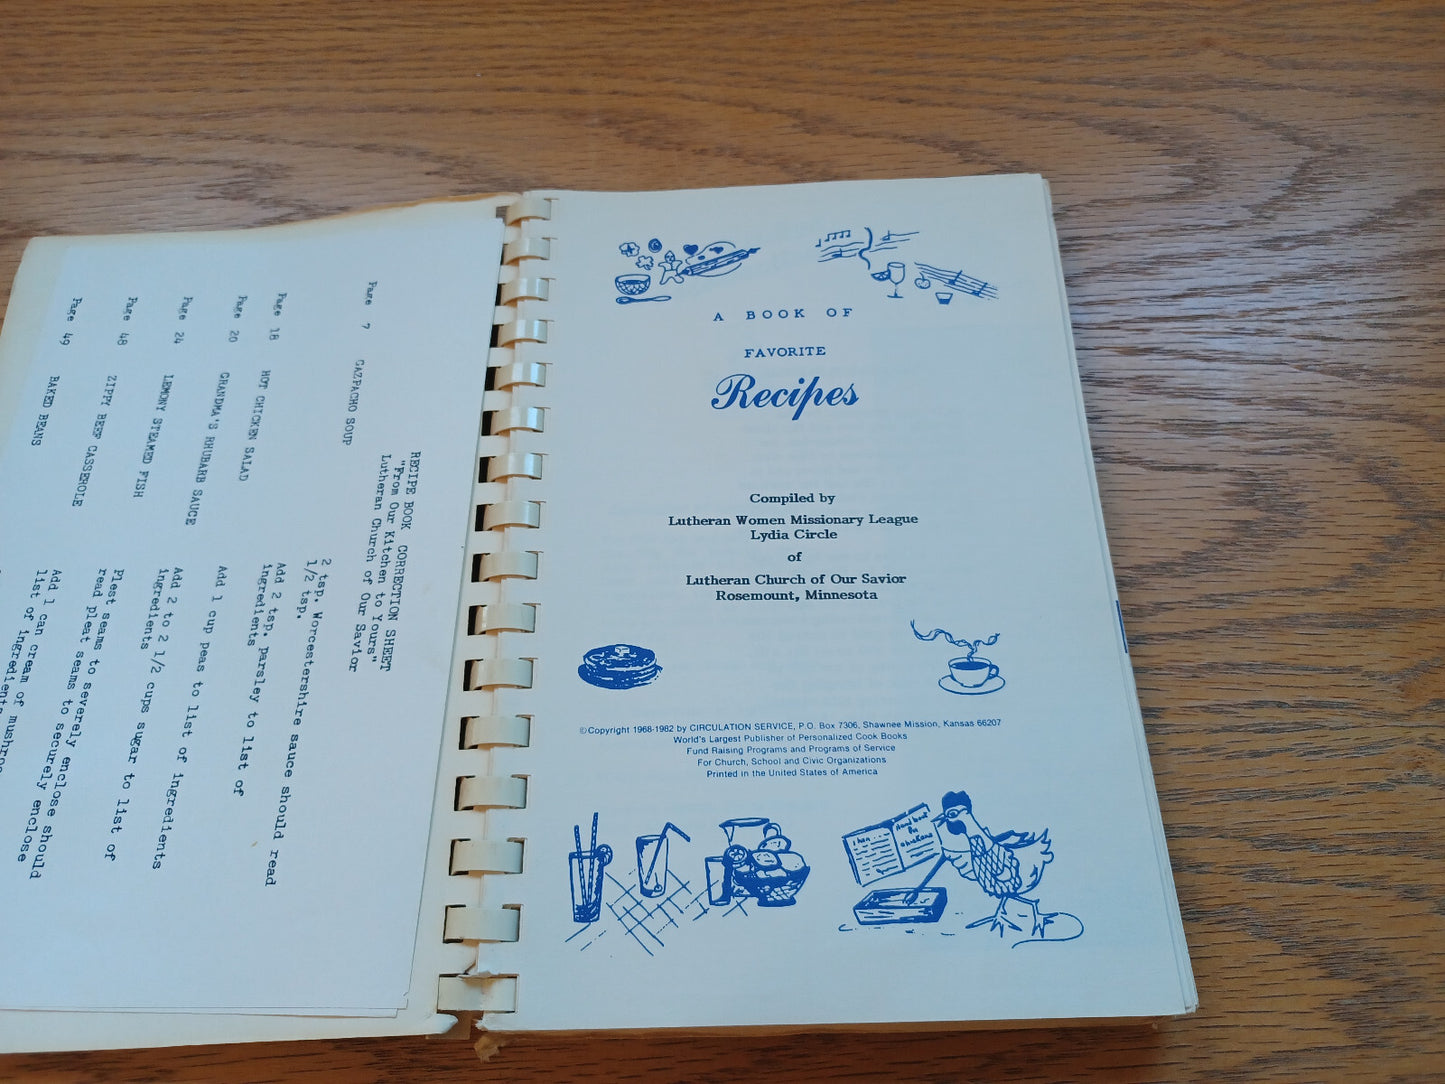 RECIPE BOOK CORRECTION SHEET
"From Our Kitchen to Yours"
Lutheran Church of Our Savior
Page 7 GAZPACHO SOUP 2 tsp. Worcestershire sauce should read
1/2 tsp.
Page 18 HOT CHICKEN SALAD Add 2 tsp. parsley to list of
ingredients
Page 20 GRANDMA'S RHUBARB SAUCE Add 1 cup peas to list of ingredients
Page 24 LEMONY STEAMED FISH Add 2 to 2 1/2 cups sugar to list of
ingredients
Page 48 ZIPPY BEEF CASSEROLE Plest seams to severely enclose should
read pleat seams to securely enclose
Page 49 BAKED BEANS Add 1 can cream of mushroom
list of ingredients
A BOOK OF
FAVORITE
Recipes
Compiled by
Lutheran Women Missionary League
Lydia Circle
of
Lutheran Church of Our Savior
Rosemount, Minnesota
©Copyright 1968-1982 by CIRCULATION SERVICE, P.O. Box 7306, Shawnee Mission, Kansas 66207
World's Largest Publisher of Personalized Cook Books
Fund Raising Programs and Programs of Service
For Church, School and Civic Organizations
Printed in the United States of America
Hand book
for
chickens